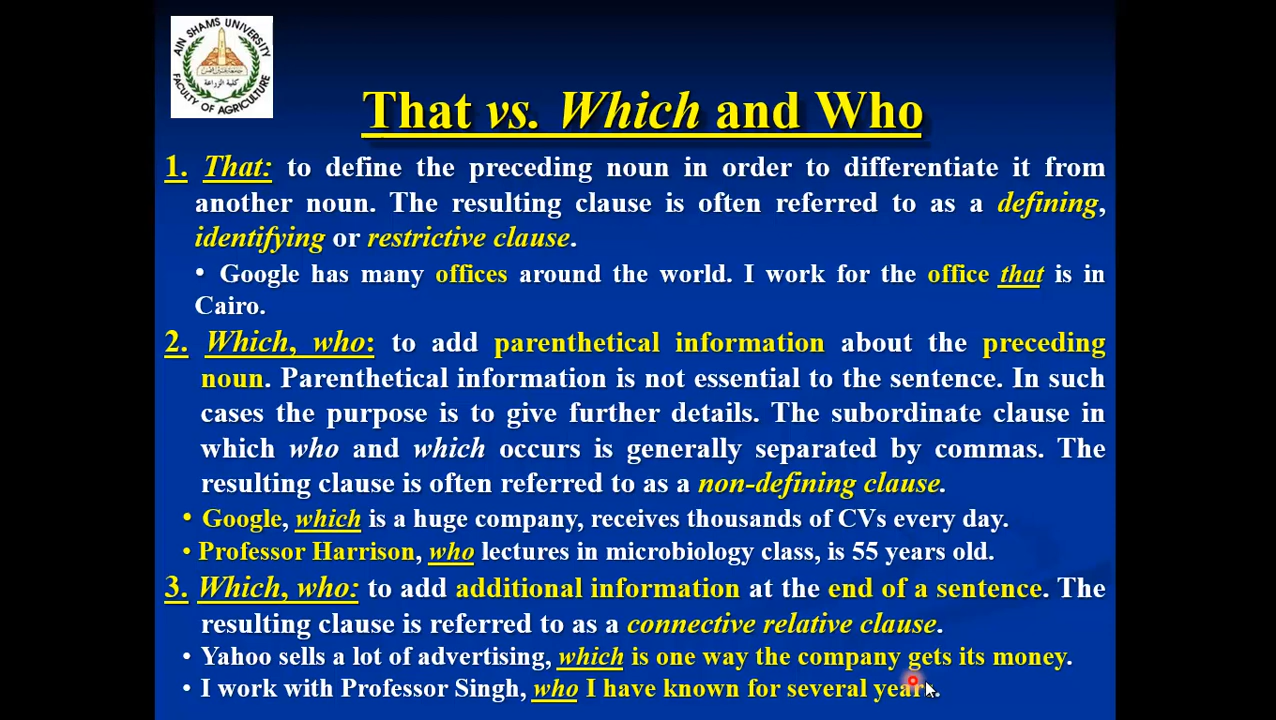 AIN SHAMS UNIVERSITY
FACULTY OF AGRICULTURE
That vs. Which and Who
1. That: to define the preceding noun in order to differentiate it from
another noun. The resulting clause is often referred to as a defining,
identifying or restrictive clause.
• Google has many offices around the world. I work for the office that is in
Cairo.
2. Which, who: to add parenthetical information about the preceding
noun. Parenthetical information is not essential to the sentence. In such
cases the purpose is to give further details. The subordinate clause in
which who and which occurs is generally separated by commas. The
resulting clause is often referred to as a non-defining clause.
• Google, which is a huge company, receives thousands of CVs every day.
• Professor Harrison, who lectures in microbiology class, is 55 years old.
3. Which, who: to add additional information at the end of a sentence. The
resulting clause is referred to as a connective relative clause.
• Yahoo sells a lot of advertising, which is one way the company gets its money.
• I work with Professor Singh, who I have known for several years.